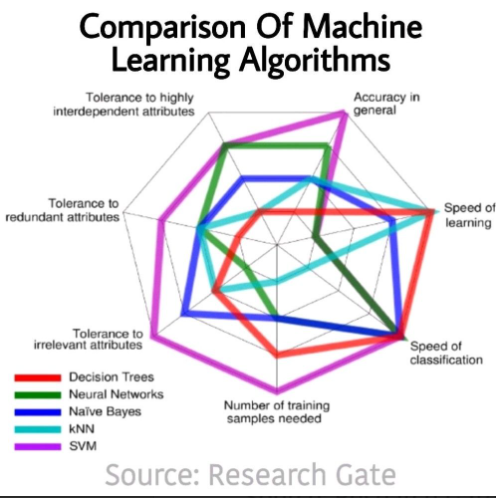 Comparison Of Machine
Learning Algorithms
Tolerance to highly
interdependent attributes
Accuracy in
general
Tolerance to
redundant attributes
Speed of
learning
Tolerance to
irrelevant attributes
Speed of
classification
Number of training
samples needed
Decision Trees
Neural Networks
Naïve Bayes
kNN
SVM
Source: Research Gate